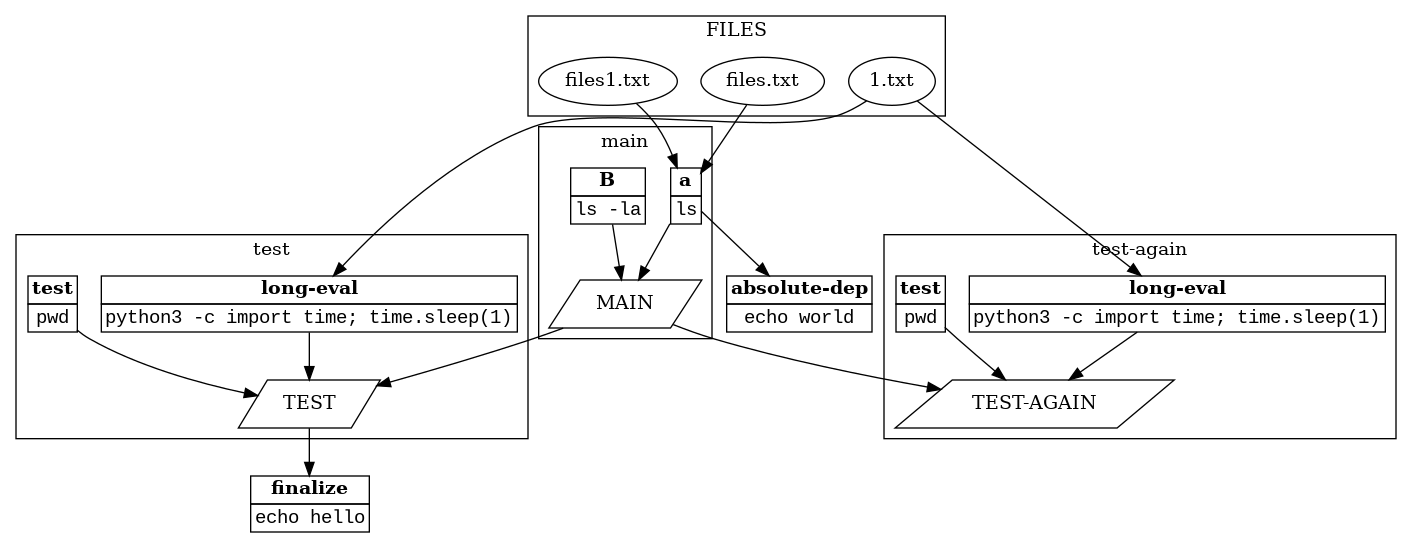 FILES
files1.txt
files.txt
1.txt
main
B
ls -la
a
ls
MAIN
test
test
pwd
long-eval
python3 -c import time; time.sleep(1)
TEST
absolute-dep
echo world
test-again
test
pwd
long-eval
python3 -c import time; time.sleep(1)
TEST-AGAIN
finalize
echo hello